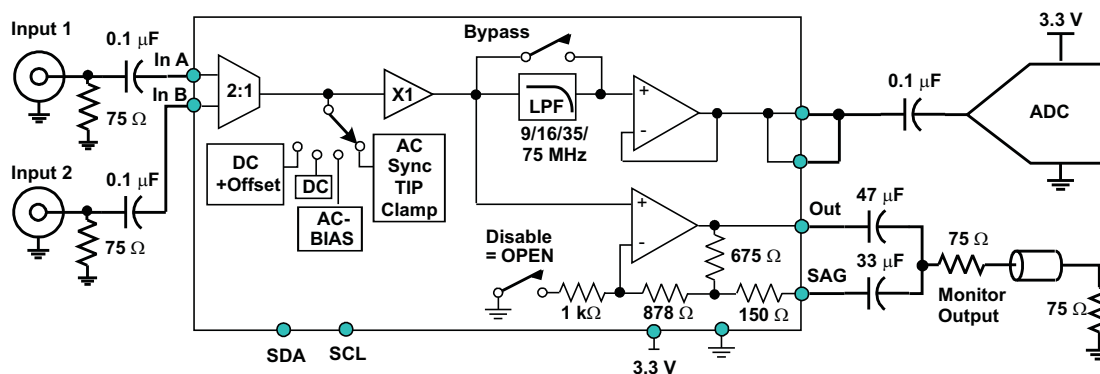 Input 1
0.1 μF
In A
In B
75 Ω
Input 2
0.1 μF
75 Ω
2:1
DC
+Offset
DC
AC-
BIAS
AC
Sync
TIP
Clamp
X1
Bypass
LPF
9/16/35/
75 MHz
+
-
+
-
Disable
= OPEN
1 kΩ
878 Ω
675 Ω
150 Ω
SDA
SCL
3.3 V
3.3 V
0.1 μF
ADC
Out
47 μF
SAG
33 μF
75 Ω
Monitor
Output
75 Ω